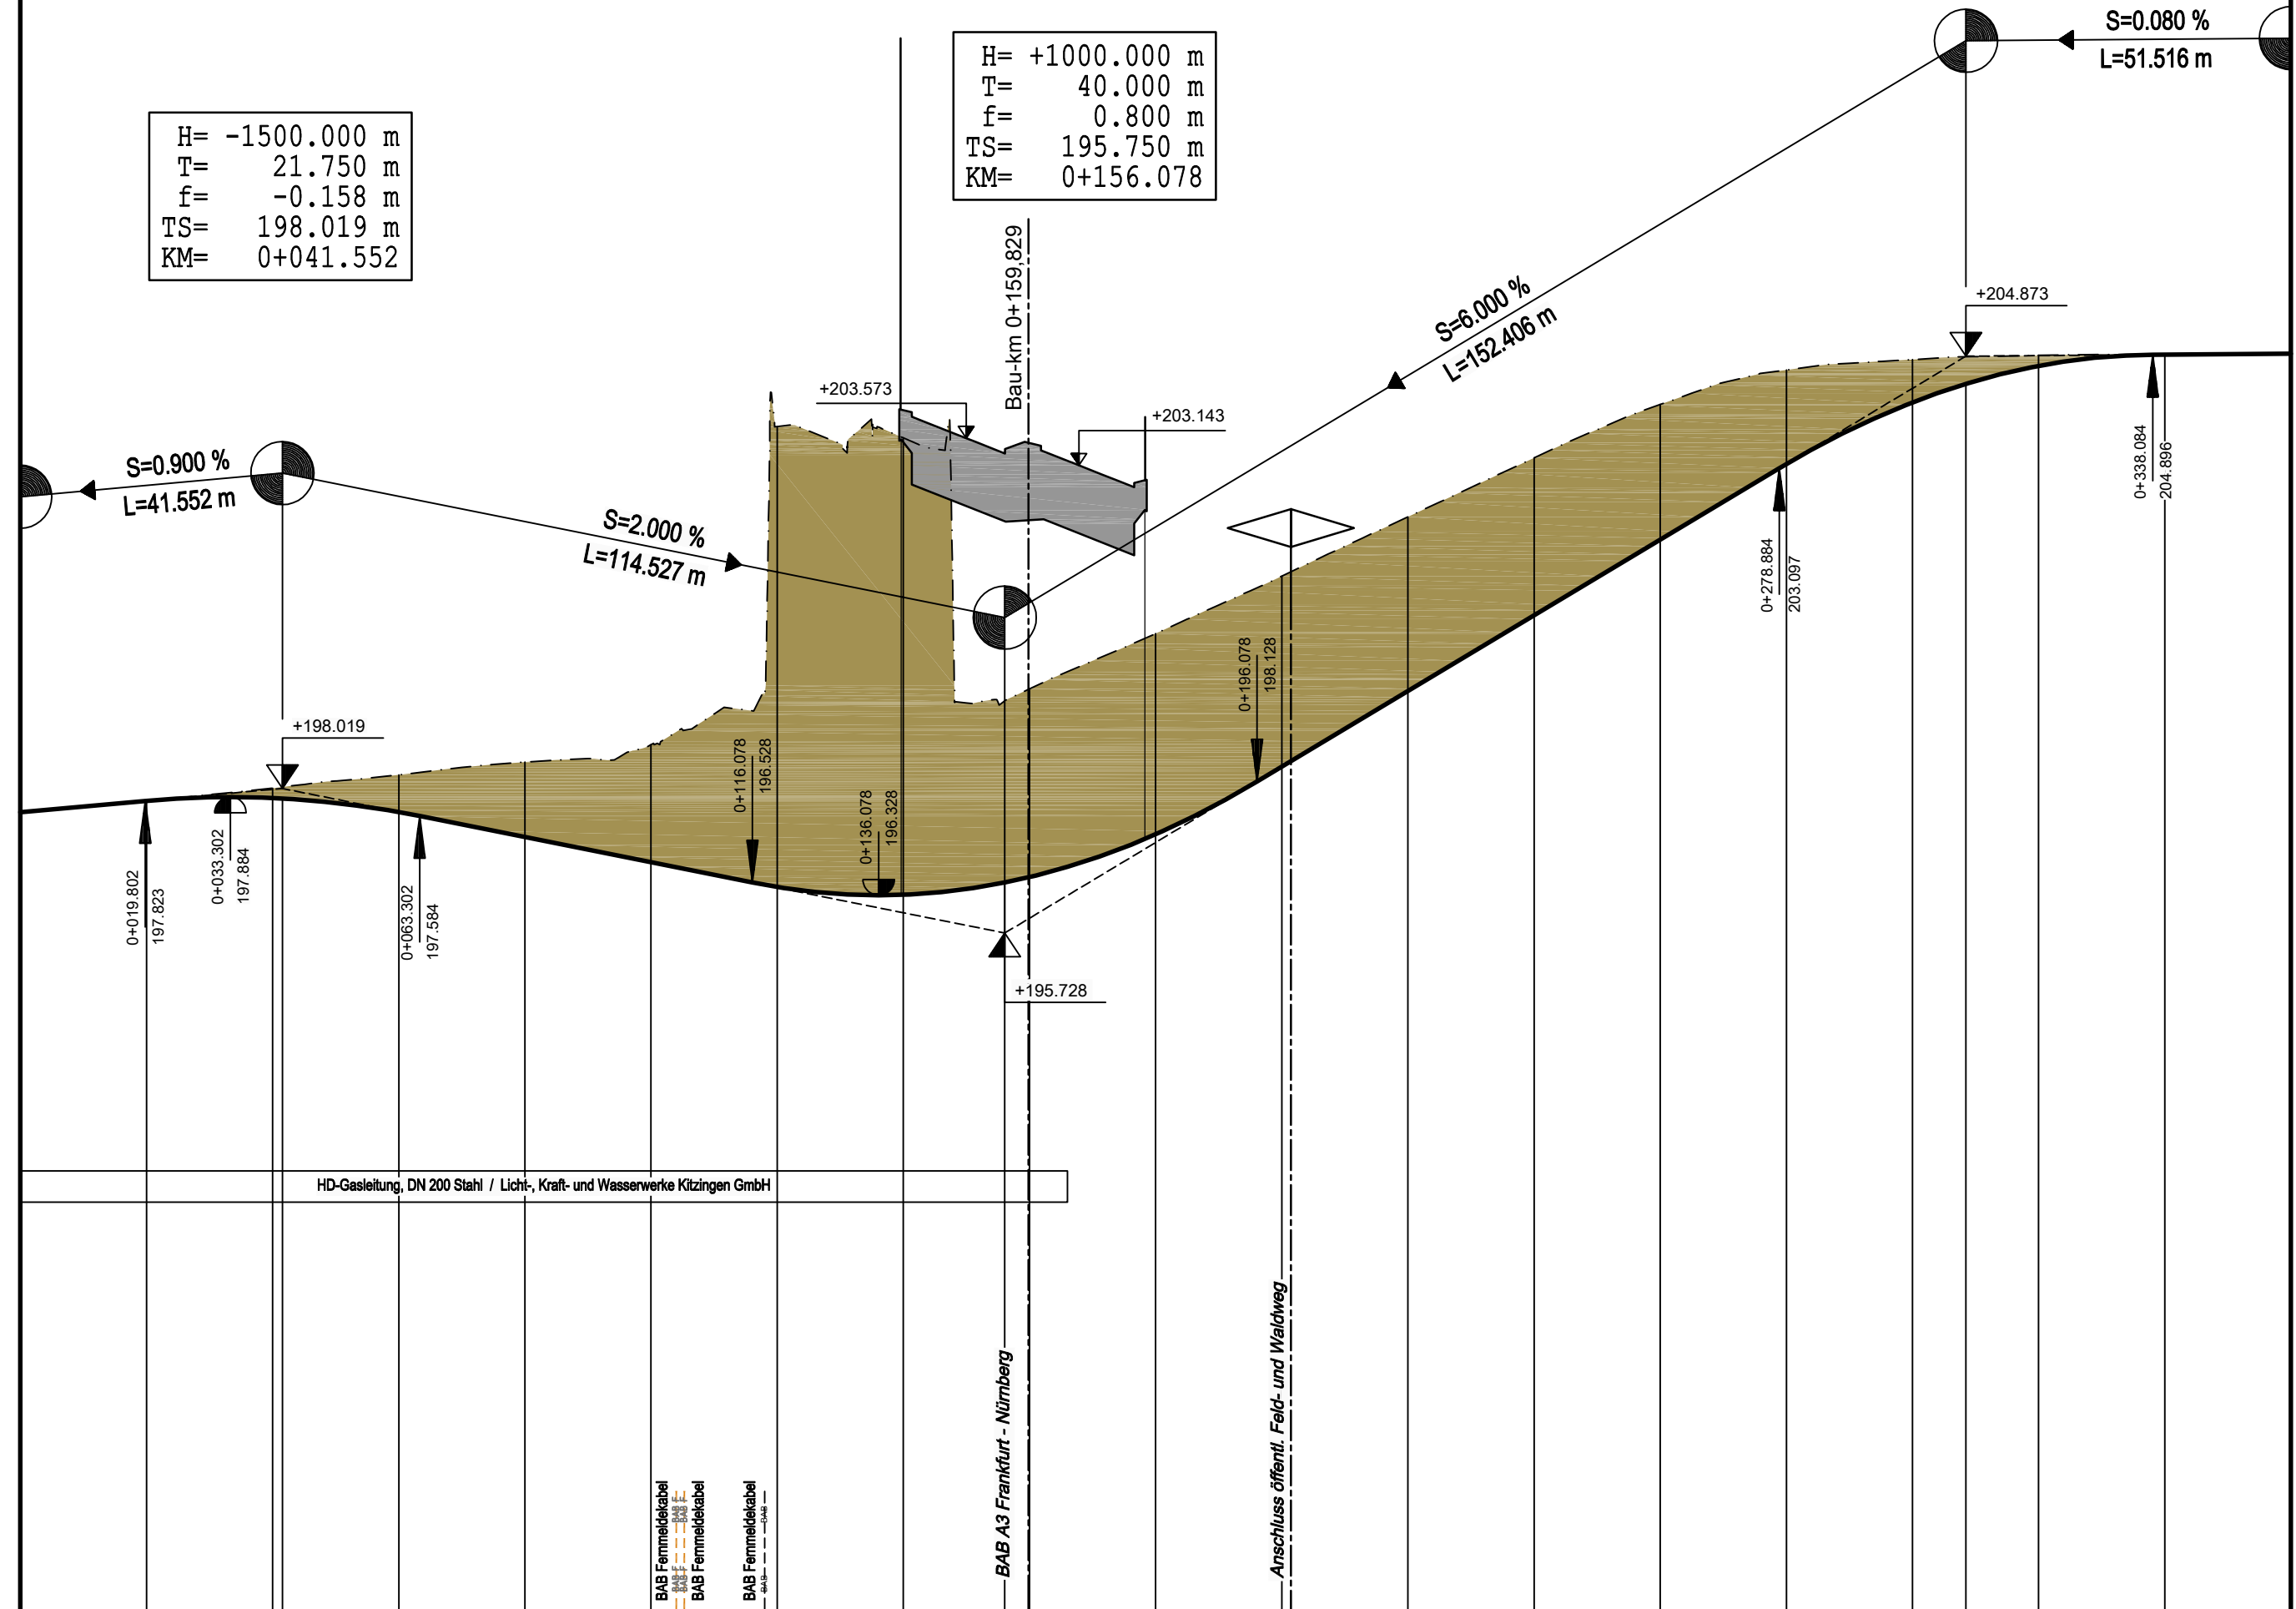 S=0.080 %
L=51.516 m
H= +1000.000 m
T= 40.000 m
f= 0.800 m
TS= 195.750 m
KM= 0+156.078
H= -1500.000 m
T= 21.750 m
f= -0.158 m
TS= 198.019 m
KM= 0+041.552
Bau-km 0+159,829
S=6.000 %
L=152.406 m
+204.873
+203.573
+203.143
S=0.900 %
L=41.552 m
S=2.000 %
L=114.527 m
0+338.084
204.896
0+278.884
203.097
0+196.078
198.128
+198.019
0+116.078
196.528
0+136.078
196.328
0+019.802
197.823
0+033.302
197.884
0+063.302
197.584
+195.728
HD-Gasleitung, DN 200 Stahl / Licht-, Kraft- und Wasserwerke Kitzingen GmbH
BAB A3 Frankfurt - Nürnberg
Anschluss öffentl. Feld- und Waldweg
BAB Fernmeldekabel
BAB F
BAB F
BAB F
BAB F
BAB Fernmeldekabel
BAB Fernmeldekabel
BAB
BAB